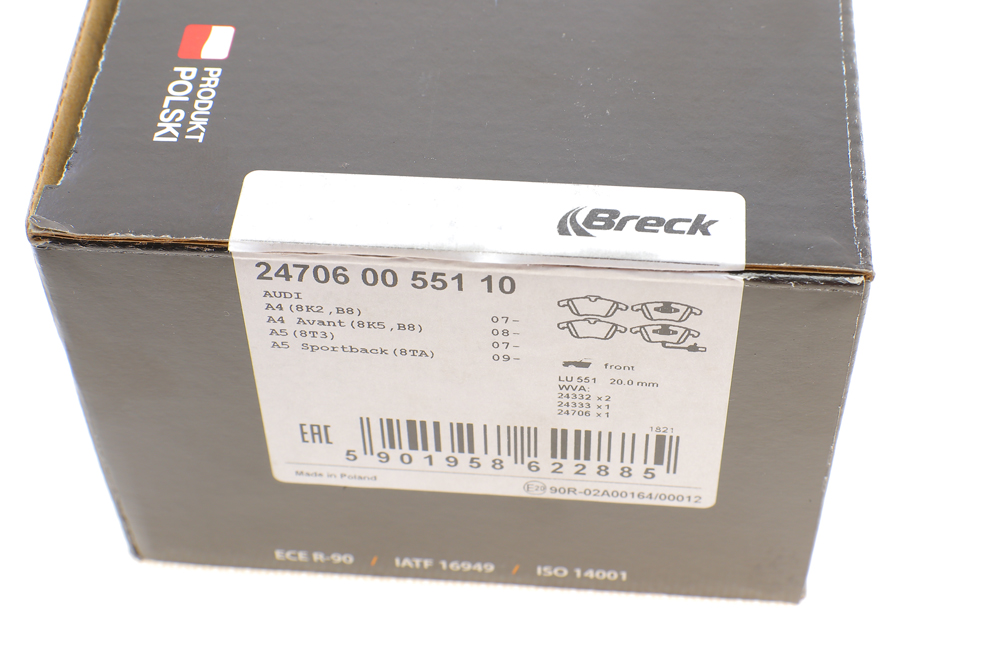 PRODUKT
POLSKI
Breck
24706 00 551 10
AUDI
A4(8K2,B8) 07-
A4 Avant(8K5,B8) 08-
A5(8T3) 07-
A5 Sportback(8TA) 09-
front
LU 551 20.0 mm
WVA:
24332 x2
24333 x1
24706 x1
1821
EAC
5 901958 622885
Made in Poland
E20 90R-02A00164/00012
ECE R-90 / IATF 16949 / ISO 14001